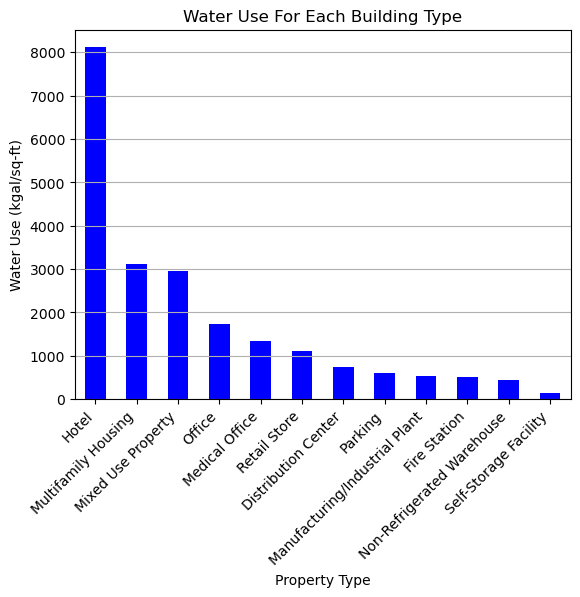 Water Use For Each Building Type
Water Use (kgal/sq-ft)
8000
7000
6000
5000
4000
3000
2000
1000
0
Hotel
Multifamily Housing
Mixed Use Property
Office
Medical Office
Retail Store
Distribution Center
Parking
Manufacturing/Industrial Plant
Fire Station
Non-Refrigerated Warehouse
Self-Storage Facility
Property Type